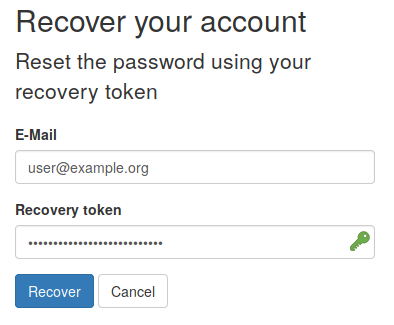 Recover your account
Reset the password using your
recovery token
E-Mail
user@example.org
Recovery token
•••••••••••••••••••••••••••
Recover
Cancel